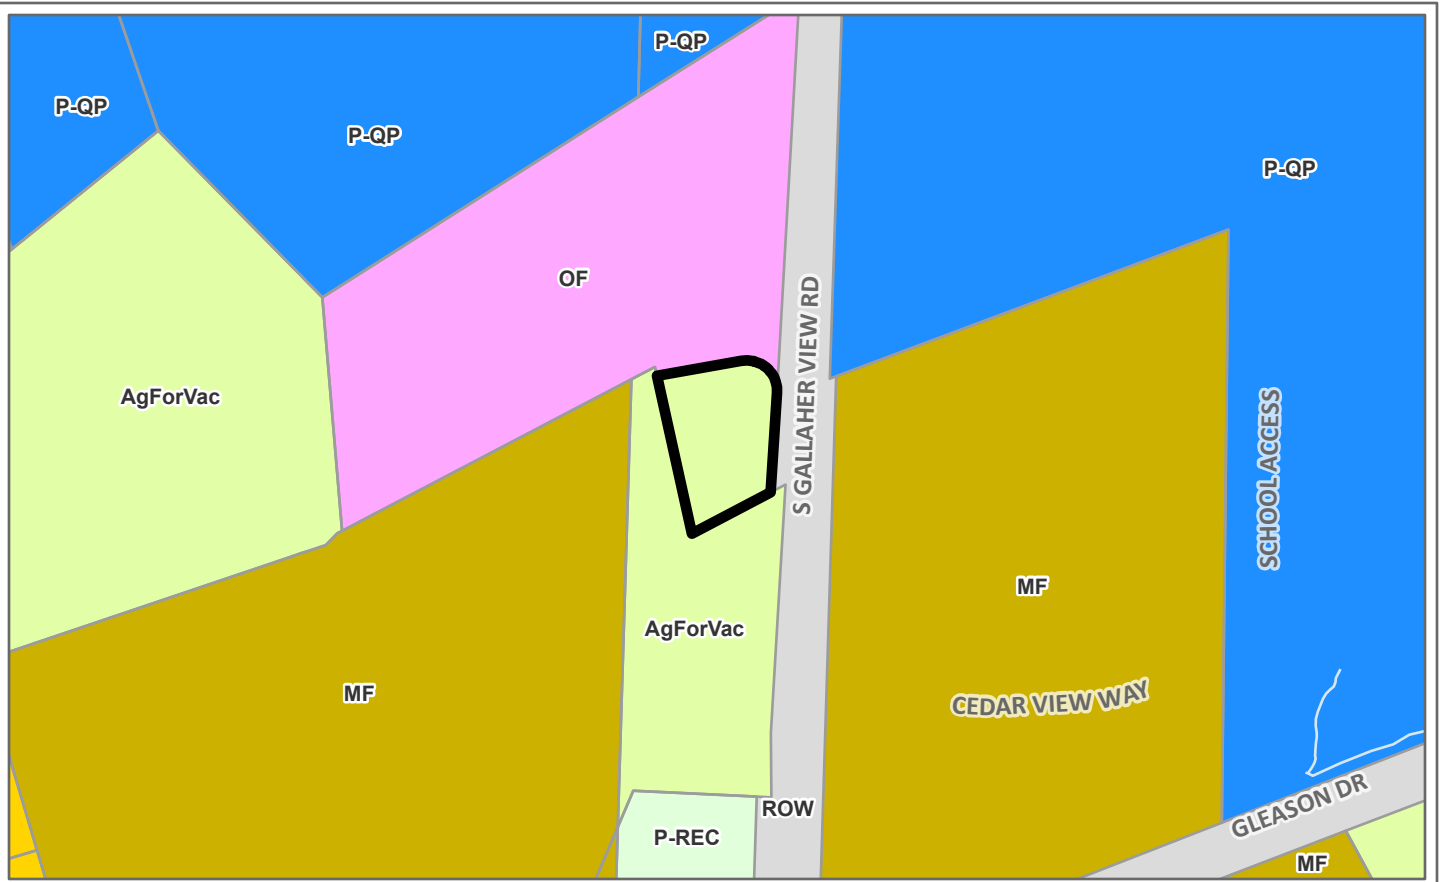 P-QP
P-QP
P-QP
P-QP
OF
S GALLAHER VIEW RD
AgForVac
SCHOOL ACCESS
MF
AgForVac
MF
CEDAR VIEW WAY
ROW
GLEASON DR
P-REC
MF